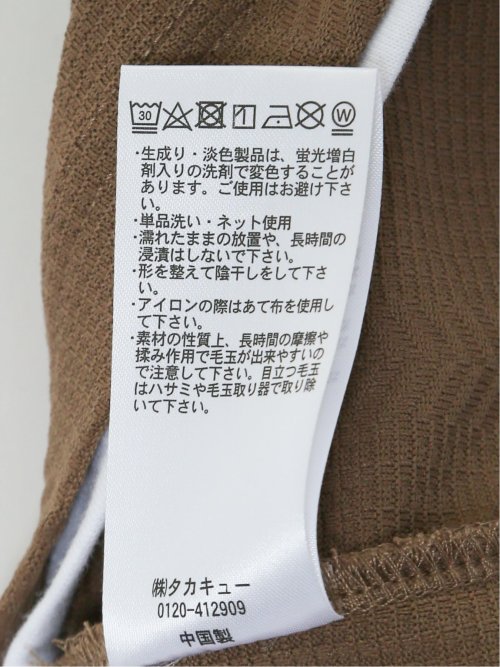 30 W
・生成り・淡色製品は、蛍光増白
剤入りの洗剤で変色することが
あります。ご使用はお避け下さ
い。
・単品洗い・ネット使用
・濡れたままの放置や、長時間の
浸漬はしないで下さい。
・形を整えて陰干しをして下さ
い。
・アイロンの際はあて布を使用し
て下さい。
・素材の性質上、長時間の摩擦や
揉み作用で毛玉が出来やすいの
で注意して下さい。目立つ毛玉
はハサミや毛玉取り器で取り除
いて下さい。
㈱タカキュー
0120-412909
中国製